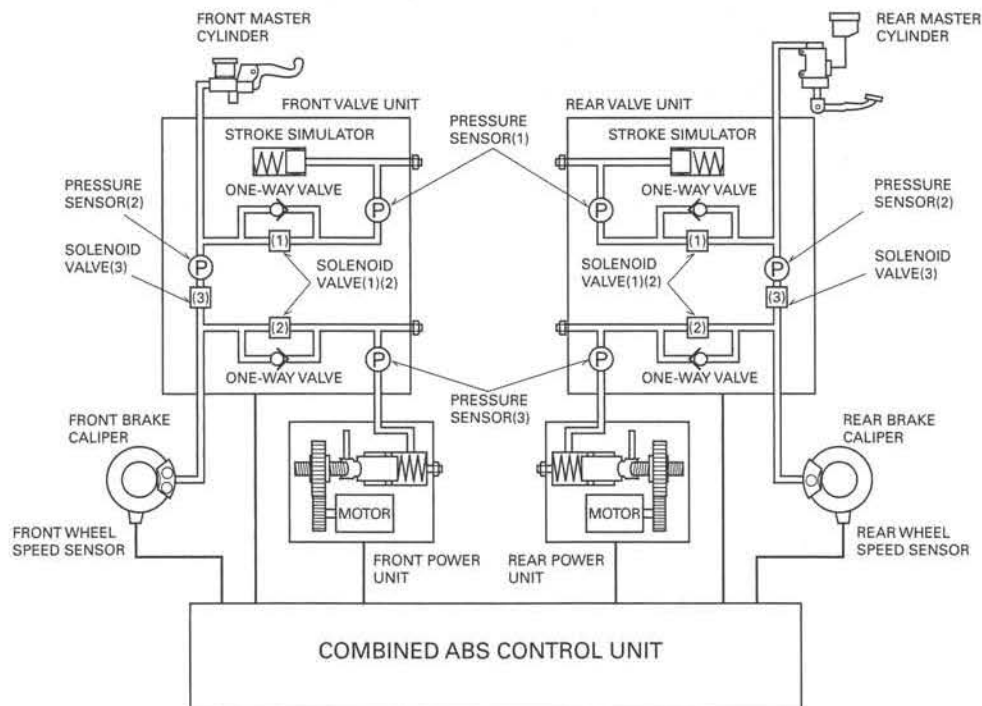 FRONT MASTER
CYLINDER
REAR MASTER
CYLINDER
FRONT VALVE UNIT
REAR VALVE UNIT
STROKE SIMULATOR
PRESSURE
SENSOR(1)
STROKE SIMULATOR
PRESSURE
SENSOR(2)
ONE-WAY VALVE
P
P
ONE-WAY VALVE
PRESSURE
SENSOR(2)
SOLENOID
VALVE(3)
P
(1)
SOLENOID
VALVE(1)(2)
SOLENOID
VALVE(1)(2)
(1)
P
SOLENOID
VALVE(3)
(3)
(3)
(2)
(2)
P
P
ONE-WAY VALVE
ONE-WAY VALVE
PRESSURE
SENSOR(3)
FRONT BRAKE
CALIPER
REAR BRAKE
CALIPER
MOTOR
MOTOR
FRONT WHEEL
SPEED SENSOR
FRONT POWER
UNIT
REAR POWER
UNIT
REAR WHEEL
SPEED SENSOR
COMBINED ABS CONTROL UNIT